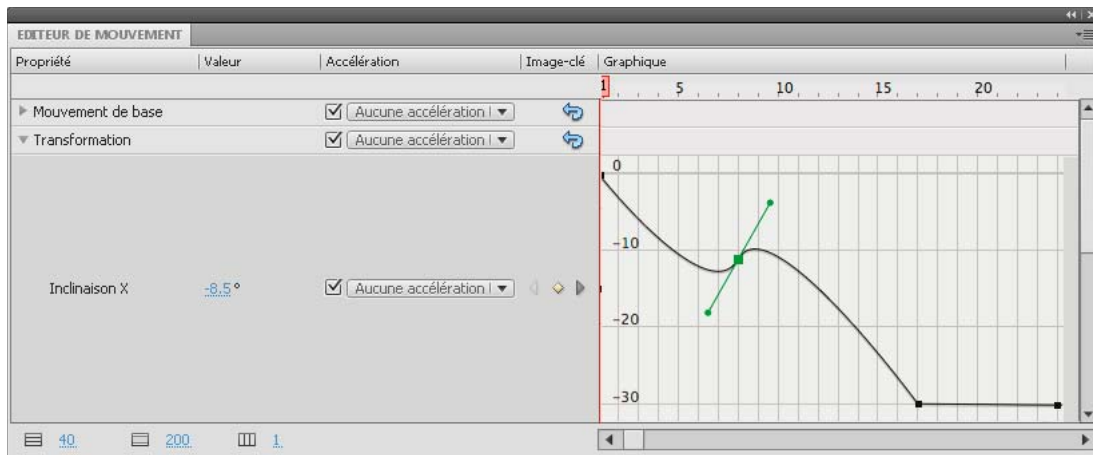 EDITEUR DE MOUVEMENT
Propriété Valeur Accélération Image-clé Graphique
1 5 10 15 20
Mouvement de base Aucune accélération
Transformation Aucune accélération
0
-10
Inclinaison X -8.5° Aucune accélération
-20
-30
40 200 1